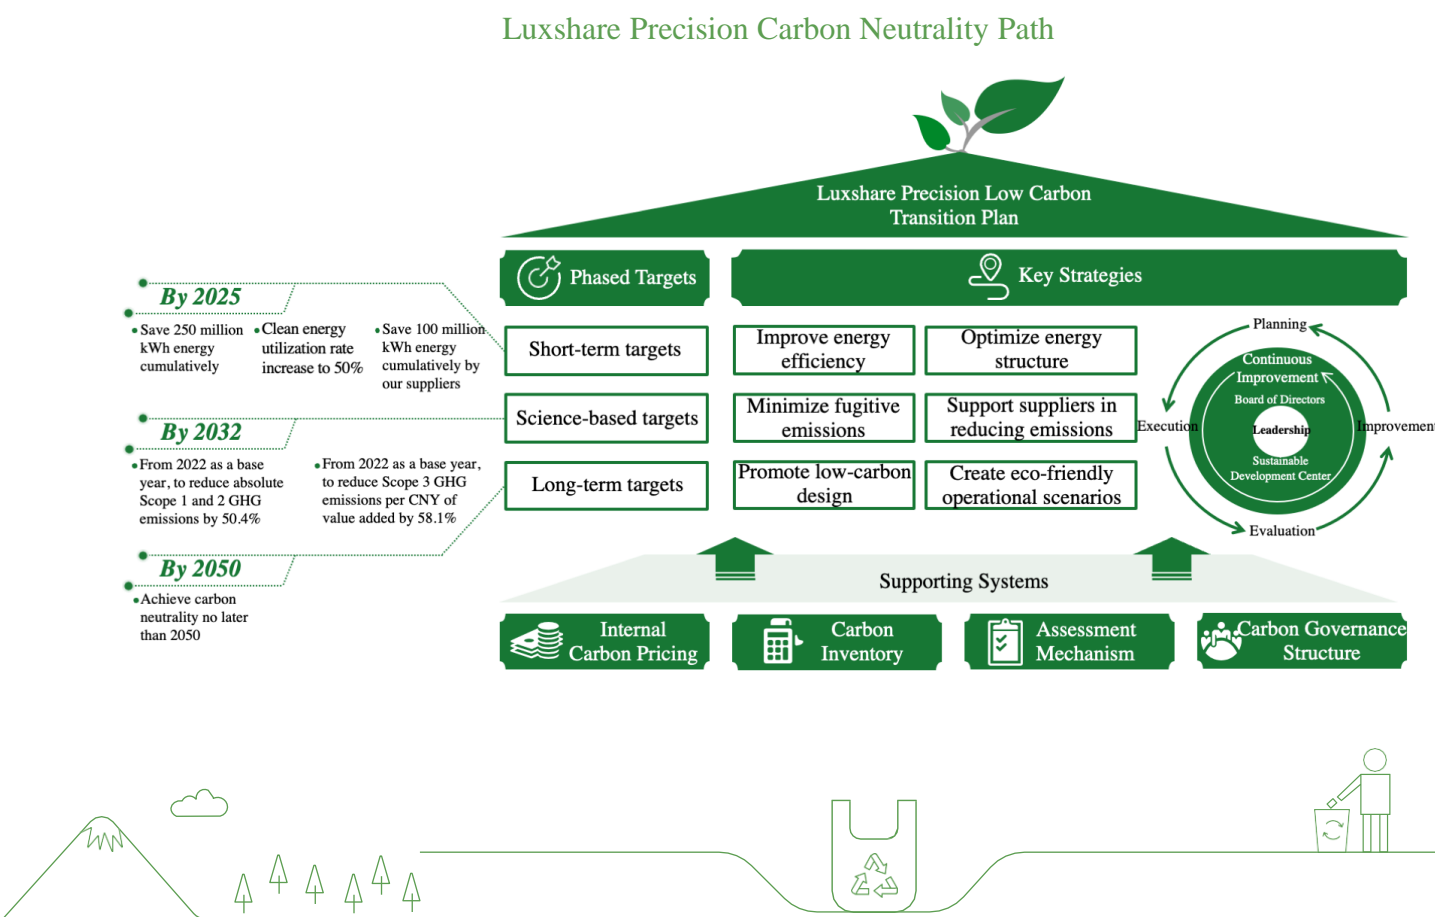 Luxshare Precision Carbon Neutrality Path
Luxshare Precision Low Carbon
Transition Plan
Phased Targets
Key Strategies
By 2025
Save 250 million
kWh energy
cumulatively
Clean energy
utilization rate
increase to 50%
Save 100 million
kWh energy
cumulatively by
our suppliers
By 2032
From 2022 as a base
year, to reduce absolute
Scope 1 and 2 GHG
emissions by 50.4%
From 2022 as a base year,
to reduce Scope 3 GHG
emissions per CNY of
value added by 58.1%
By 2050
Achieve carbon
neutrality no later
than 2050
Short-term targets
Science-based targets
Long-term targets
Improve energy
efficiency
Optimize energy
structure
Minimize fugitive
emissions
Support suppliers in
reducing emissions
Promote low-carbon
design
Create eco-friendly
operational scenarios
Planning
Continuous
Improvement
Board of Directors
Execution
Leadership
Improvement
Sustainable
Development Center
Evaluation
Supporting Systems
Internal
Carbon Pricing
Carbon
Inventory
Assessment
Mechanism
Carbon Governance
Structure